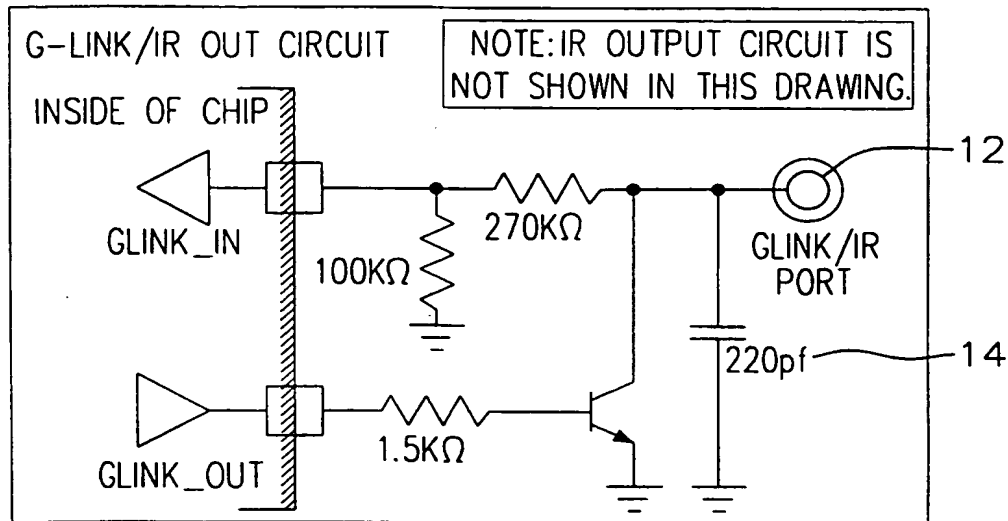 G-LINK/IR OUT CIRCUIT
NOTE:IR OUTPUT CIRCUIT IS
NOT SHOWN IN THIS DRAWING.
INSIDE OF CHIP
12
GLINK_IN
270KΩ
GLINK/IR
PORT
100KΩ
220pf
14
1.5KΩ
GLINK_OUT